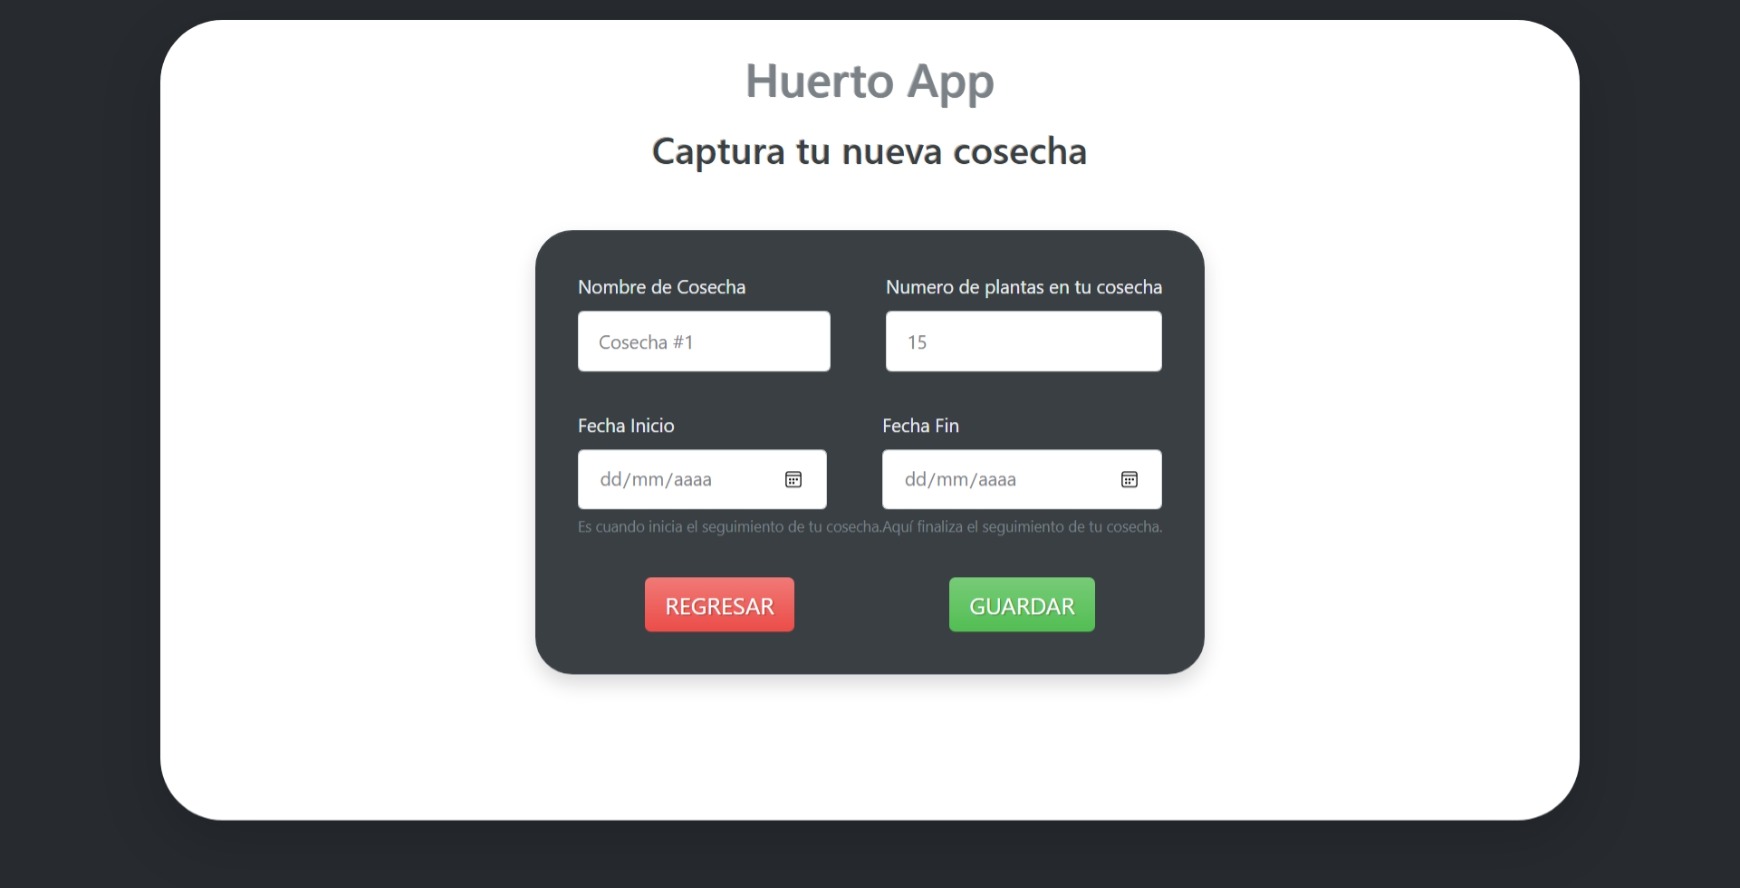 Huerto App
Captura tu nueva cosecha
Nombre de Cosecha
Numero de plantas en tu cosecha
Cosecha #1
15
Fecha Inicio
Fecha Fin
dd/mm/aaaa
dd/mm/aaaa
Es cuando inicia el seguimiento de tu cosecha.
Aquí finaliza el seguimiento de tu cosecha.
REGRESAR
GUARDAR